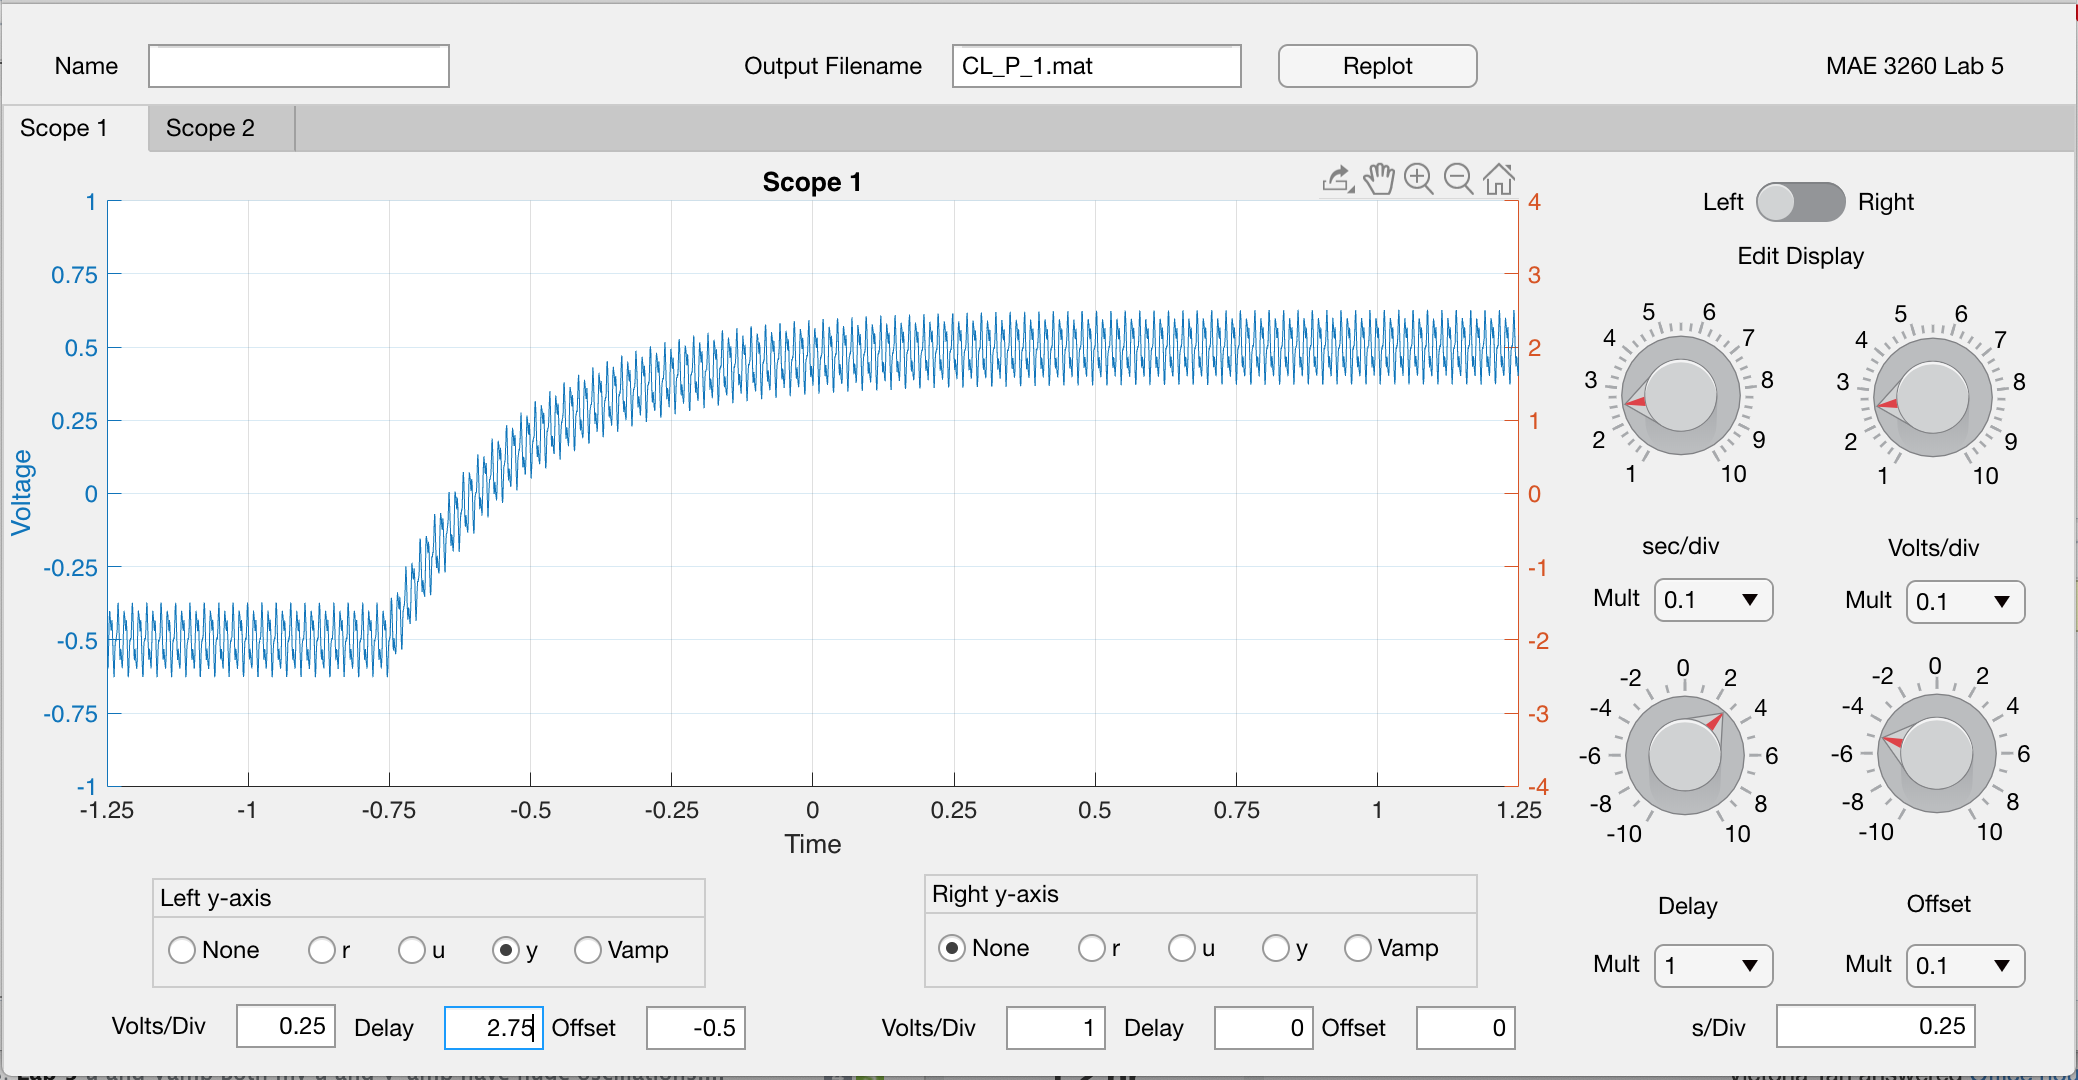 Name
Output Filename CL_P_1.mat Replot MAE 3260 Lab 5
Scope 1 Scope 2
Scope 1
Left Right
Edit Display
1
0.75
0.5
0.25
0
-0.25
-0.5
-0.75
-1
Voltage
4
3
2
1
0
-1
-2
-3
-4
-1.25 -1 -0.75 -0.5 -0.25 0 0.25 0.5 0.75 1 1.25
Time
1 2 3 4 5 6 7 8 9 10
sec/div
Mult 0.1
1 2 3 4 5 6 7 8 9 10
Volts/div
Mult 0.1
-10 -8 -6 -4 -2 0 2 4 6 8 10
Delay
Mult 1
-10 -8 -6 -4 -2 0 2 4 6 8 10
Offset
Mult 0.1
Left y-axis
None r u y Vamp
Volts/Div 0.25 Delay 2.75 Offset -0.5
Right y-axis
None r u y Vamp
Volts/Div 1 Delay 0 Offset 0
s/Div 0.25